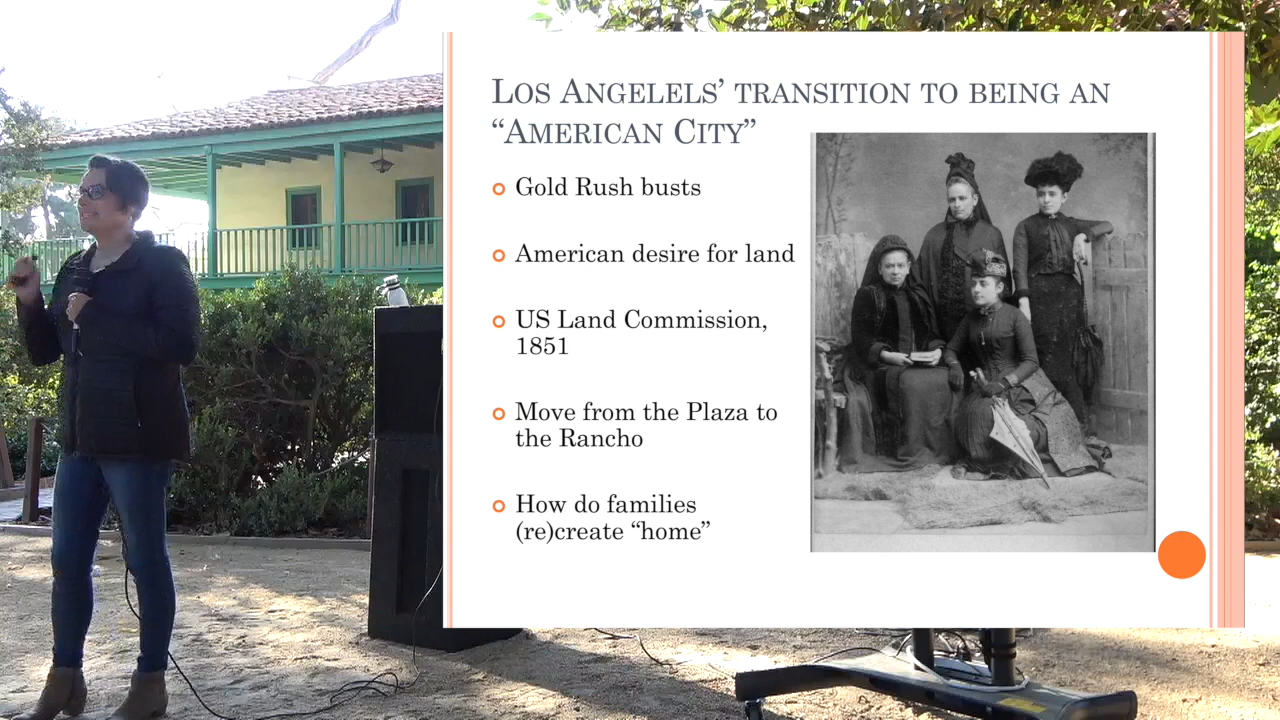 Los Angelels’ transition to being an
“American City”
Gold Rush busts
American desire for land
US Land Commission,
1851
Move from the Plaza to
the Rancho
How do families
(re)create “home”